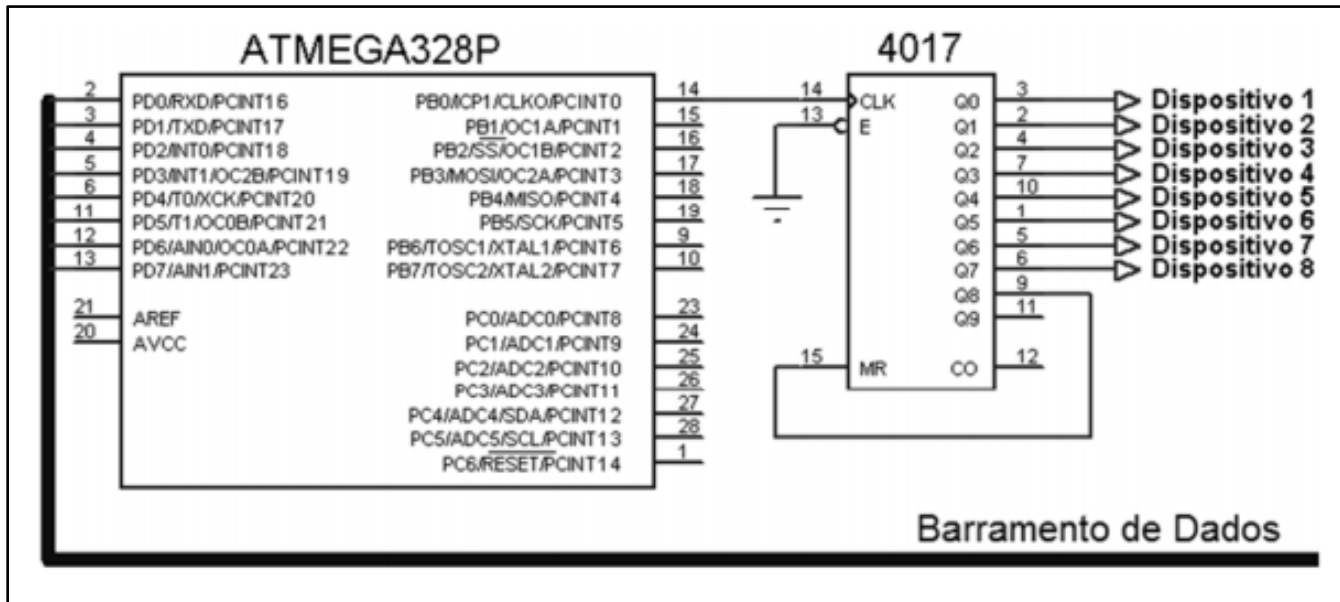 ATMEGA328P
2 PD0/RXD/PCINT16
3 PD1/TXD/PCINT17
4 PD2/INT0/PCINT18
5 PD3/INT1/OC2B/PCINT19
6 PD4/T0/XCK/PCINT20
11 PD5/T1/OC0B/PCINT21
12 PD6/AIN0/OC0A/PCINT22
13 PD7/AIN1/PCINT23
21 AREF
20 AVCC
PB0/ICP1/CLKO/PCINT0 14
PB1/OC1A/PCINT1 15
PB2/SS/OC1B/PCINT2 16
PB3/MOSI/OC2A/PCINT3 17
PB4/MISO/PCINT4 18
PB5/SCK/PCINT5 19
PB6/TOSC1/XTAL1/PCINT6 9
PB7/TOSC2/XTAL2/PCINT7 10
PC0/ADC0/PCINT8 23
PC1/ADC1/PCINT9 24
PC2/ADC2/PCINT10 25
PC3/ADC3/PCINT11 26
PC4/ADC4/SDA/PCINT12 27
PC5/ADC5/SCL/PCINT13 28
PC6/RESET/PCINT14 1
4017
14 CLK
13 E
15 MR
Q0 3 Dispositivo 1
Q1 2 Dispositivo 2
Q2 4 Dispositivo 3
Q3 7 Dispositivo 4
Q4 10 Dispositivo 5
Q5 1 Dispositivo 6
Q6 5 Dispositivo 7
Q7 6 Dispositivo 8
Q8 9
Q9 11
CO 12
Barramento de Dados